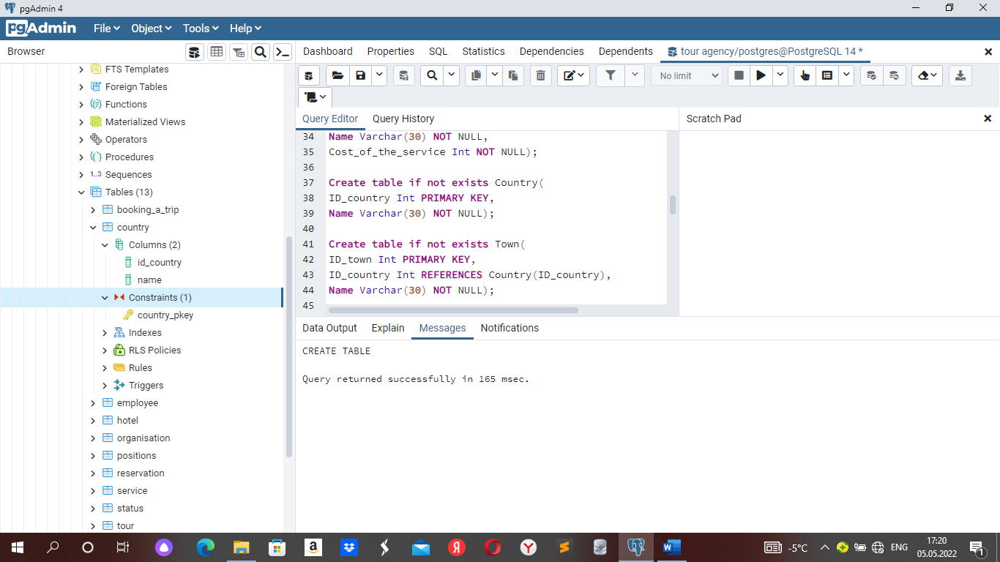 pgAdmin 4
pgAdmin File Object Tools Help
Browser
Dashboard Properties SQL Statistics Dependencies Dependents tour agency/postgres@PostgreSQL 14 *
No limit
FTS Templates
Foreign Tables
Functions
Materialized Views
Operators
Procedures
1..3 Sequences
Tables (13)
booking_a_trip
country
Columns (2)
id_country
name
Constraints (1)
country_pkey
Indexes
RLS Policies
Rules
Triggers
employee
hotel
organisation
positions
reservation
service
status
tour
Query Editor Query History
Scratch Pad
34 Name Varchar(30) NOT NULL,
35 Cost_of_the_service Int NOT NULL);
36
37 Create table if not exists Country(
38 ID_country Int PRIMARY KEY,
39 Name Varchar(30) NOT NULL);
40
41 Create table if not exists Town(
42 ID_town Int PRIMARY KEY,
43 ID_country Int REFERENCES Country(ID_country),
44 Name Varchar(30) NOT NULL);
45
Data Output Explain Messages Notifications
CREATE TABLE
Query returned successfully in 165 msec.
-5°C ENG 17:20
05.05.2022
1